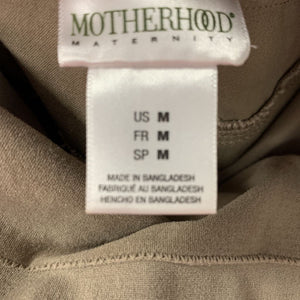 MOTHERHOOD®
MATERNITY
US M
FR M
SP M
MADE IN BANGLADESH
FABRIQUÉ AU BANGLADESH
HENCHO EN BANGLADESH